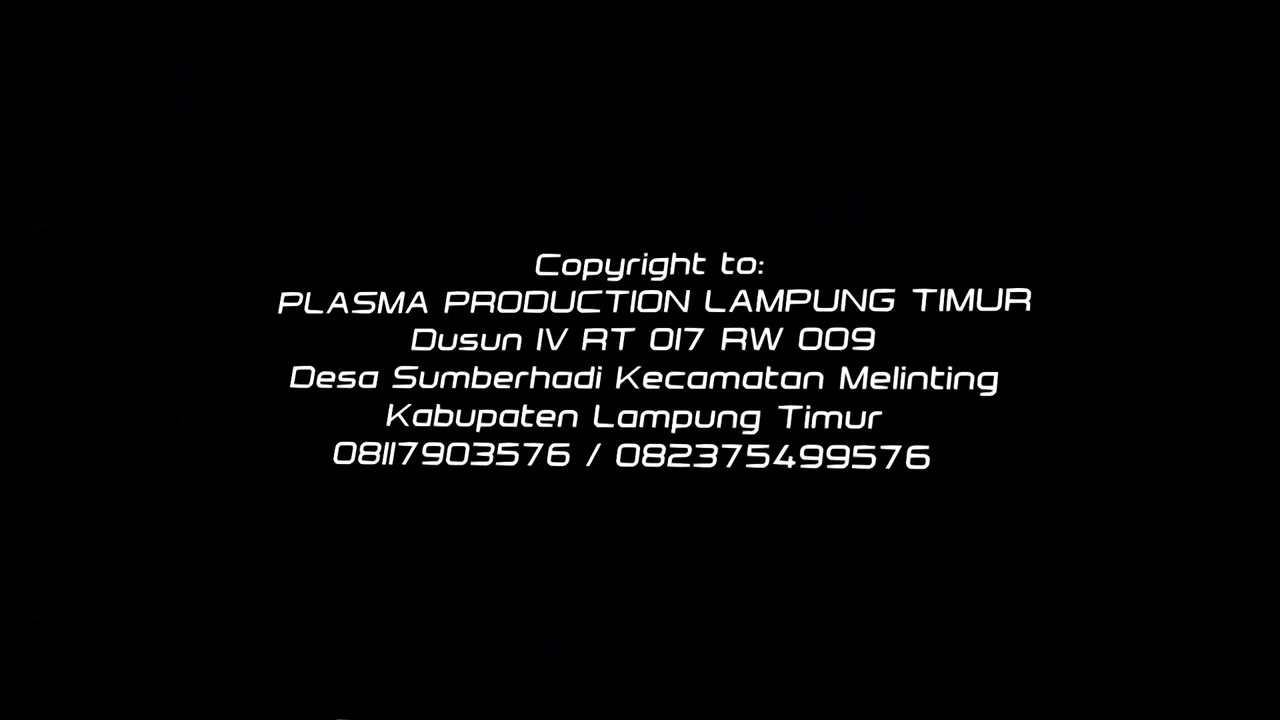 Copyright to:
PLASMA PRODUCTION LAMPUNG TIMUR
Dusun IV RT 017 RW 009
Desa Sumberhadi Kecamatan Melinting
Kabupaten Lampung Timur
08117903576 / 082375499576